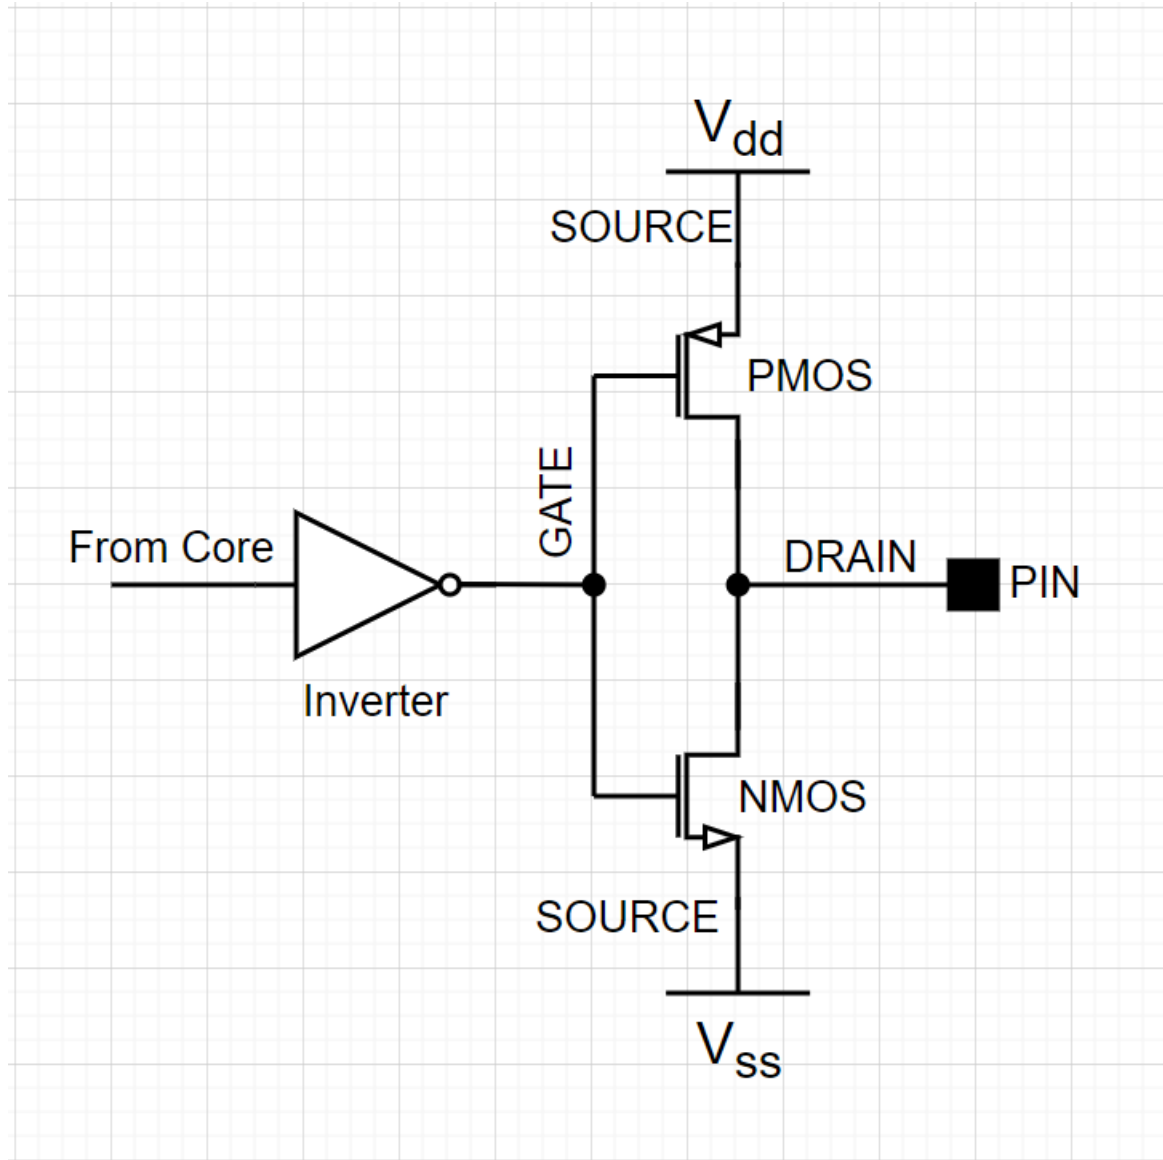 Vdd
SOURCE
PMOS
GATE
From Core
DRAIN
PIN
Inverter
NMOS
SOURCE
Vss